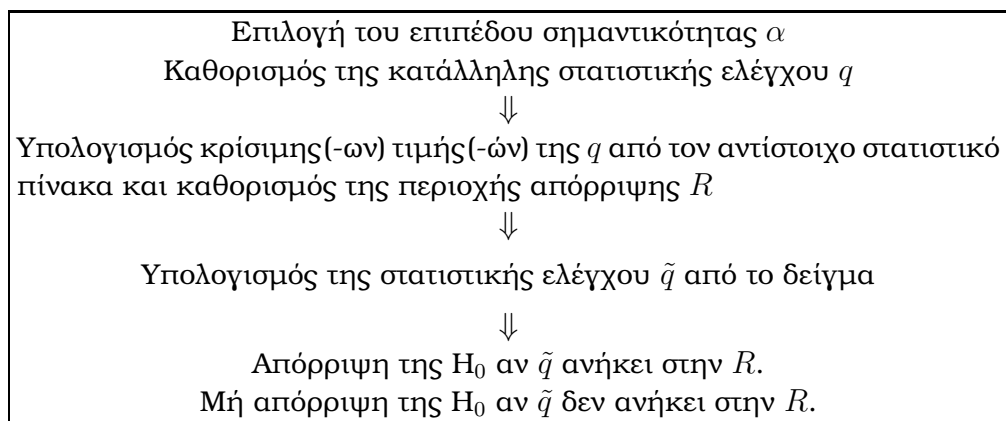 Επιλογή του επιπέδου σημαντικότητας α
Καθορισμός της κατάλληλης στατιστικής ελέγχου q
⇓
Υπολογισμός κρίσιμης(-ων) τιμής(-ών) της q από τον αντίστοιχο στατιστικό
πίνακα και καθορισμός της περιοχής απόρριψης R
⇓
Υπολογισμός της στατιστικής ελέγχου q̃ από το δείγμα
⇓
Απόρριψη της H₀ αν q̃ ανήκει στην R.
Μή απόρριψη της H₀ αν q̃ δεν ανήκει στην R.